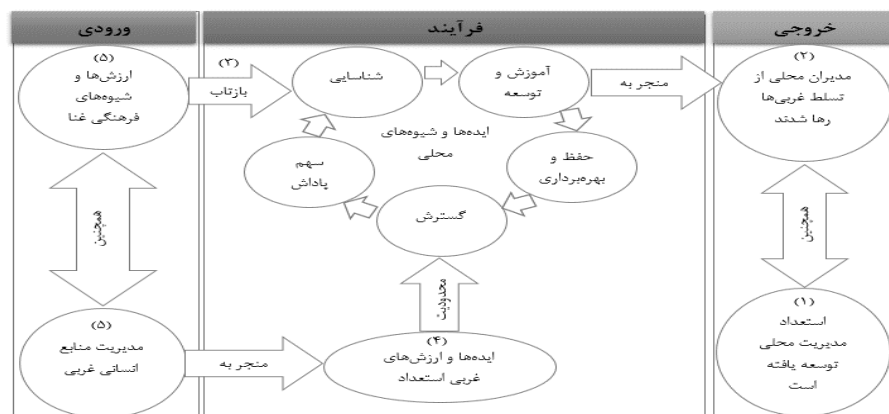 ورودی
فرآیند
خروجی
(۵)
ارزش‌ها و
شیوه‌های
فرهنگی غنا
(۳)
بازتاب
شناسایی
آموزش و
توسعه
منجر به
(۲)
مدیران محلی از
تسلط غربی‌ها
رها شدند
ایده‌ها و شیوه‌های
محلی
سهم
پاداش
حفظ و
بهره‌برداری
گسترش
همچنین
همچنین
محدودیت
(۵)
مدیریت منابع
انسانی غربی
منجر به
(۴)
ایده‌ها و ارزش‌های
غربی استعداد
(۱)
استعداد
مدیریت محلی
توسعه یافته
است